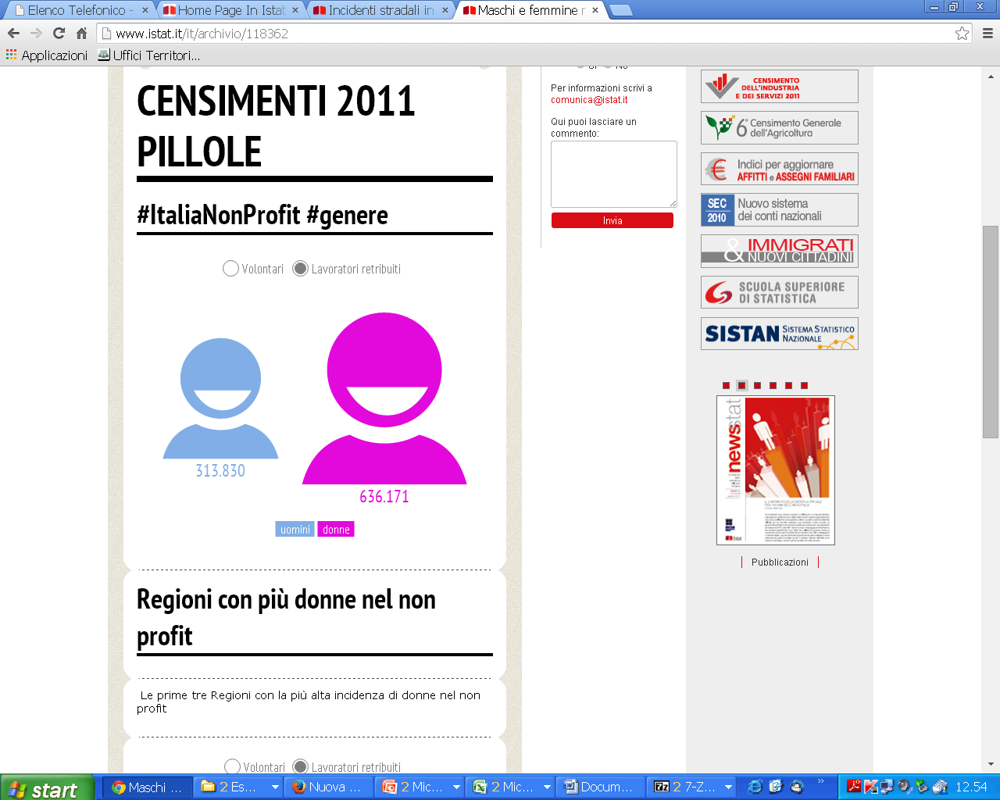 Elenco Telefonico -
Home Page In Istat
Incidenti stradali in
Maschi e femmine
www.istat.it/it/archivio/118362
Applicazioni
Uffici Territori...
CENSIMENTI 2011
PILLOLE
#ItaliaNonProfit #genere
Volontari
Lavoratori retribuiti
313.830
636.171
uomini
donne
Regioni con più donne nel non
profit
Le prime tre Regioni con la più alta incidenza di donne nel non
profit
Volontari
Lavoratori retribuiti
Per informazioni scrivi a
comunica@istat.it
Qui puoi lasciare un
commento:
Invia
CENSIMENTO
DELL'INDUSTRIA
E DEI SERVIZI 2011
6° Censimento Generale
dell'Agricoltura
Indici per aggiornare
AFFITTI e ASSEGNI FAMILIARI
SEC
2010
Nuovo sistema
dei conti nazionali
IMMIGRATI
& NUOVI CITTADINI
SCUOLA SUPERIORE
DI STATISTICA
SISTAN SISTEMA STATISTICO
NAZIONALE
newsstat
Pubblicazioni
start
Maschi ...
2 Es...
Nuova ...
2 Mic...
2 Mic...
Docum...
2 7-Z...
12.54